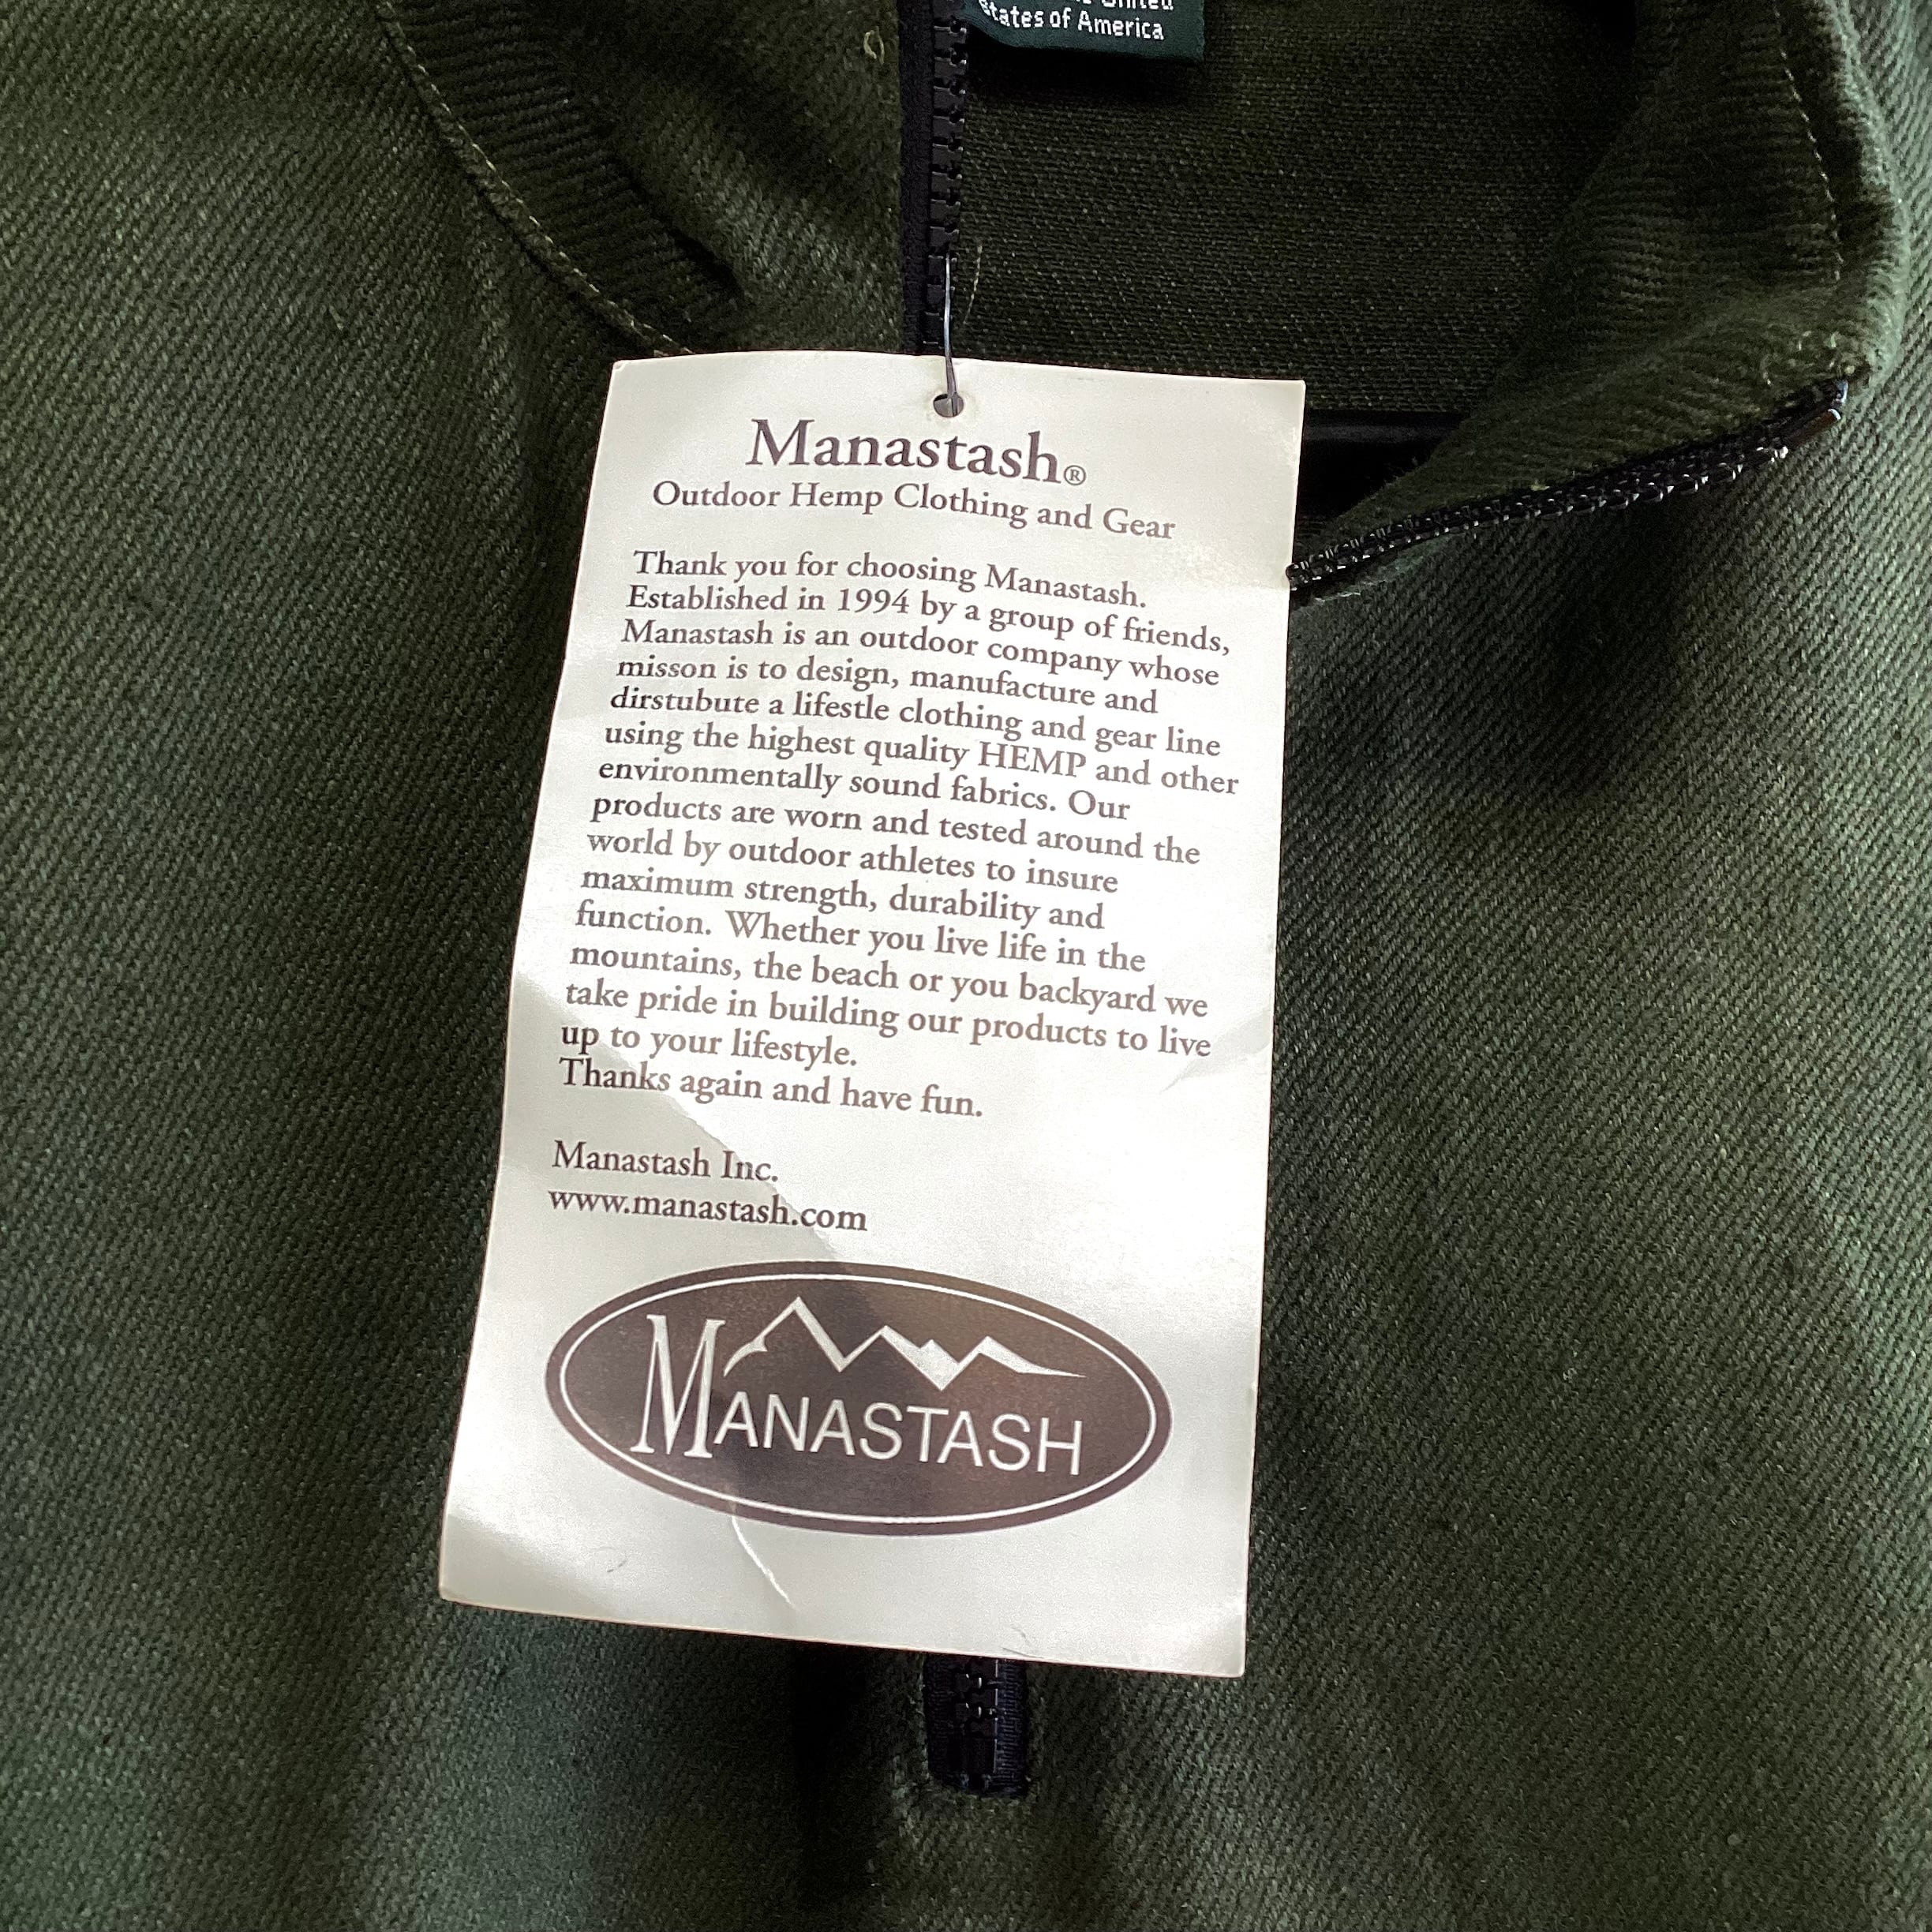 States of America
Manastash®
Outdoor Hemp Clothing and Gear
Thank you for choosing Manastash.
Established in 1994 by a group of friends,
Manastash is an outdoor company whose
misson is to design, manufacture and
dirstubute a lifestle clothing and gear line
using the highest quality HEMP and other
environmentally sound fabrics. Our
products are worn and tested around the
world by outdoor athletes to insure
maximum strength, durability and
function. Whether you live life in the
mountains, the beach or you backyard we
take pride in building our products to live
up to your lifestyle.
Thanks again and have fun.
Manastash Inc.
www.manastash.com
MANASTASH